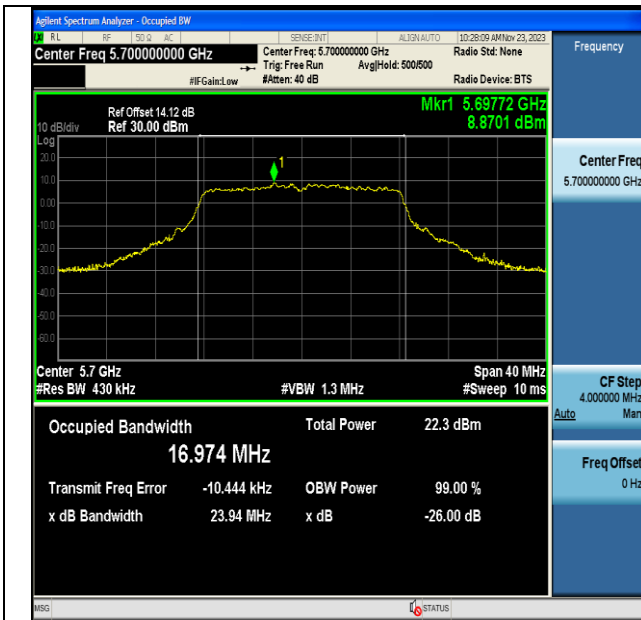 Agilent Spectrum Analyzer - Occupied BW
RL RF 50 Ω AC SENSE:INT ALIGN AUTO 10:28:09 AM Nov 23, 2023
Center Freq 5.700000000 GHz
Center Freq: 5.700000000 GHz Radio Std: None
Trig: Free Run Avg|Hold: 500/500
#IFGain:Low #Atten: 40 dB Radio Device: BTS
Frequency
Mkr1 5.69772 GHz
8.8701 dBm
Ref Offset 14.12 dB
10 dB/div Ref 30.00 dBm
Log
20.0
10.0
0.00
-10.0
-20.0
-30.0
-40.0
-50.0
-60.0
1
Center 5.7 GHz Span 40 MHz
#Res BW 430 kHz #VBW 1.3 MHz #Sweep 10 ms
Occupied Bandwidth Total Power 22.3 dBm
16.974 MHz
Transmit Freq Error -10.444 kHz OBW Power 99.00 %
x dB Bandwidth 23.94 MHz x dB -26.00 dB
Center Freq
5.700000000 GHz
CF Step
4.000000 MHz
Auto Man
Freq Offset
0 Hz
MSG STATUS